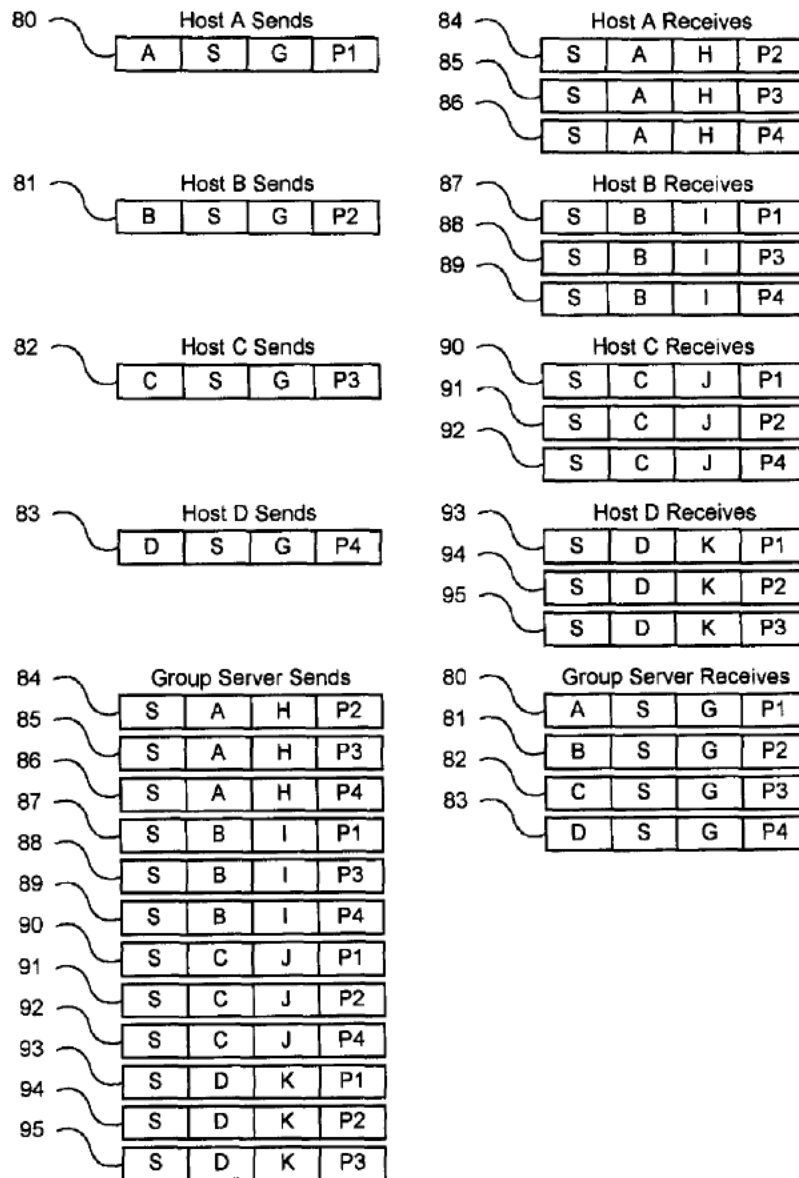 Host A Sends
80 A S G P1
Host A Receives
84 S A H P2
85 S A H P3
86 S A H P4
Host B Sends
81 B S G P2
Host B Receives
87 S B I P1
88 S B I P3
89 S B I P4
Host C Sends
82 C S G P3
Host C Receives
90 S C J P1
91 S C J P2
92 S C J P4
Host D Sends
83 D S G P4
Host D Receives
93 S D K P1
94 S D K P2
95 S D K P3
Group Server Sends
84 S A H P2
85 S A H P3
86 S A H P4
87 S B I P1
88 S B I P3
89 S B I P4
90 S C J P1
91 S C J P2
92 S C J P4
93 S D K P1
94 S D K P2
95 S D K P3
Group Server Receives
80 A S G P1
81 B S G P2
82 C S G P3
83 D S G P4